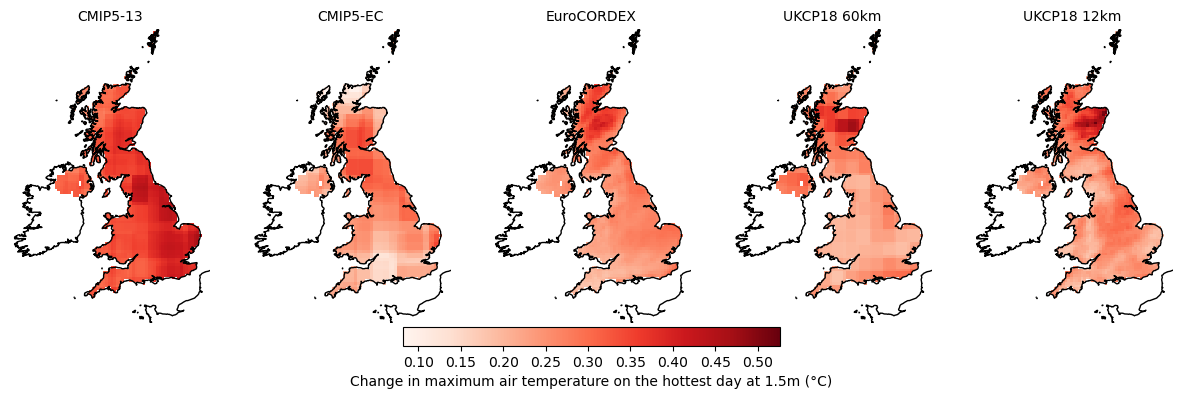 CMIP5-13 CMIP5-EC EuroCORDEX UKCP18 60km UKCP18 12km
0.10 0.15 0.20 0.25 0.30 0.35 0.40 0.45 0.50
Change in maximum air temperature on the hottest day at 1.5m (°C)